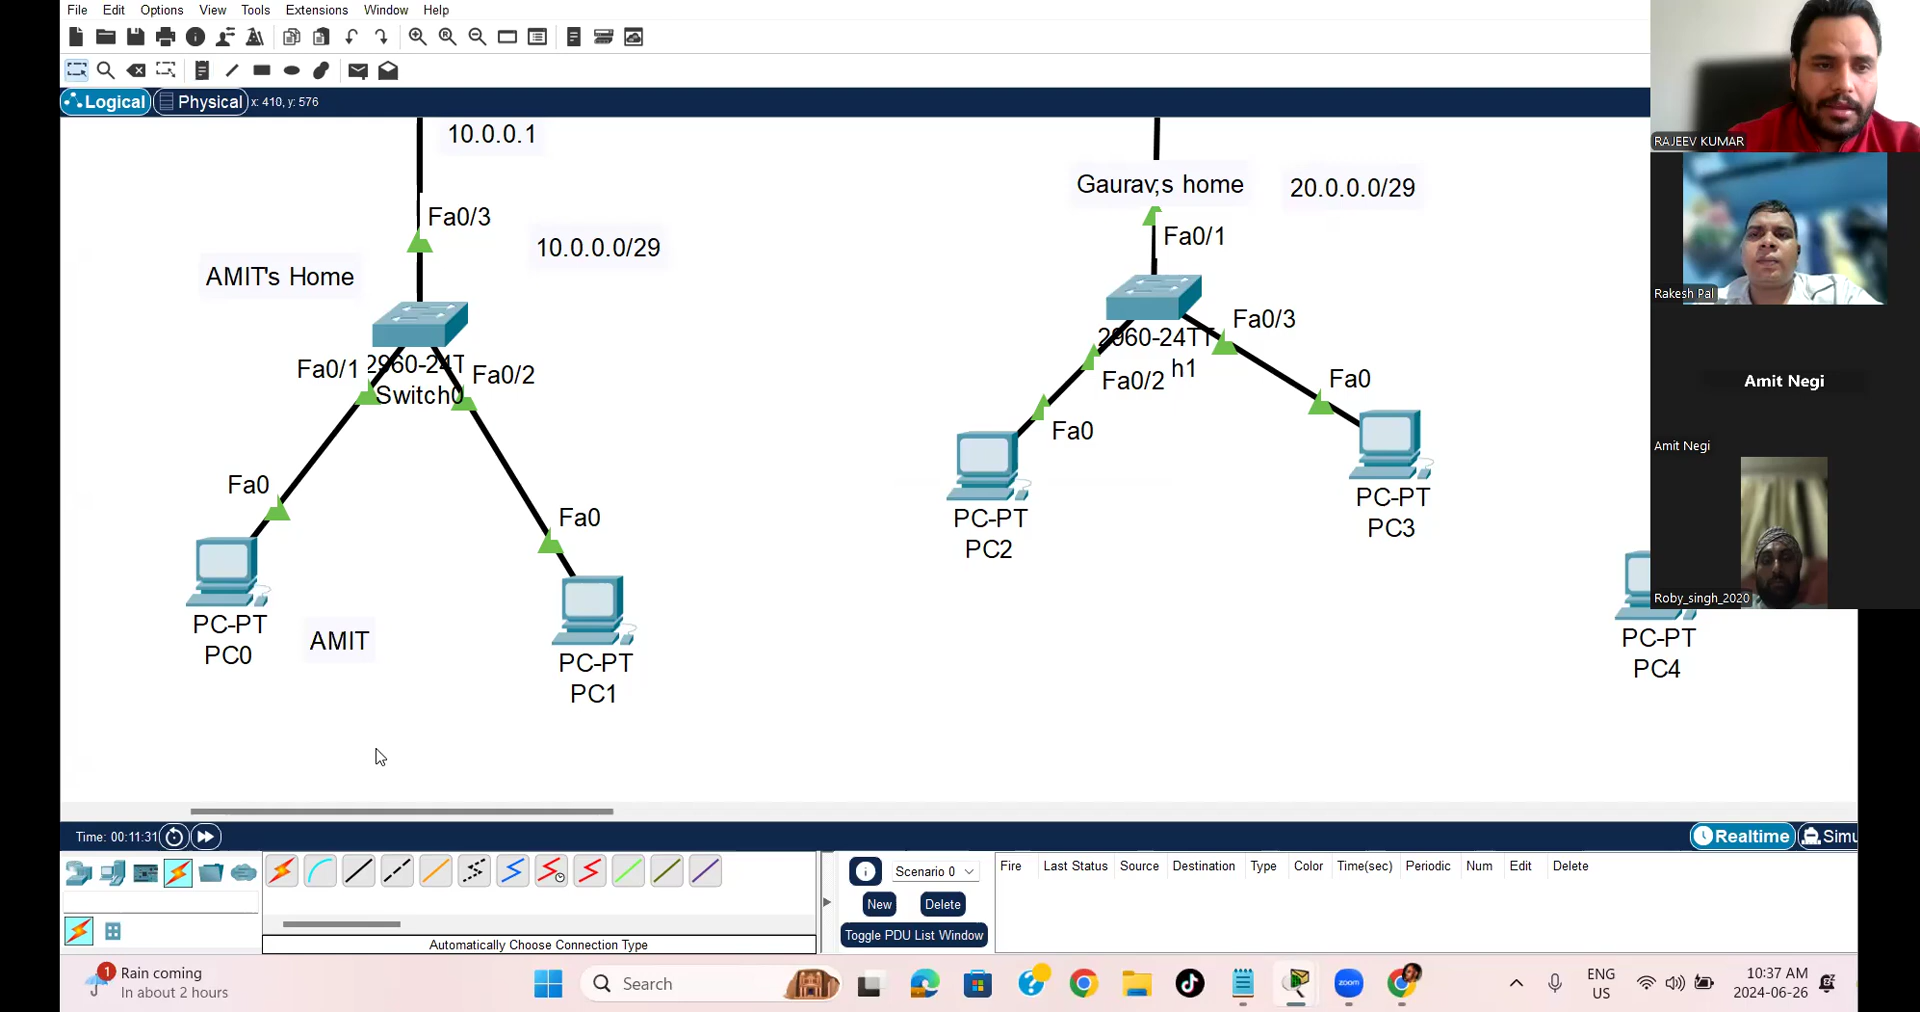 File Edit Options View Tools Extensions Window Help
Logical Physical x: 410, y: 576
10.0.0.1
Fa0/3
10.0.0.0/29
AMIT's Home
Fa0/1
2960-24T
Switch0
Fa0/2
Fa0
Fa0
PC-PT
PC0
AMIT
PC-PT
PC1
Gaurav;s home
20.0.0.0/29
Fa0/1
Fa0/3
2960-24TT
h1
Fa0/2
Fa0
Fa0
PC-PT
PC2
PC-PT
PC3
PC-PT
PC4
RAJEEV KUMAR
Rakesh Pal
Amit Negi
Amit Negi
Roby_singh_2020
Time: 00:11:31
Realtime
Simu
Scenario 0
New Delete
Toggle PDU List Window
Fire Last Status Source Destination Type Color Time(sec) Periodic Num Edit Delete
Automatically Choose Connection Type
1
Rain coming
In about 2 hours
Search
zoom
ENG
US
10:37 AM
2024-06-26